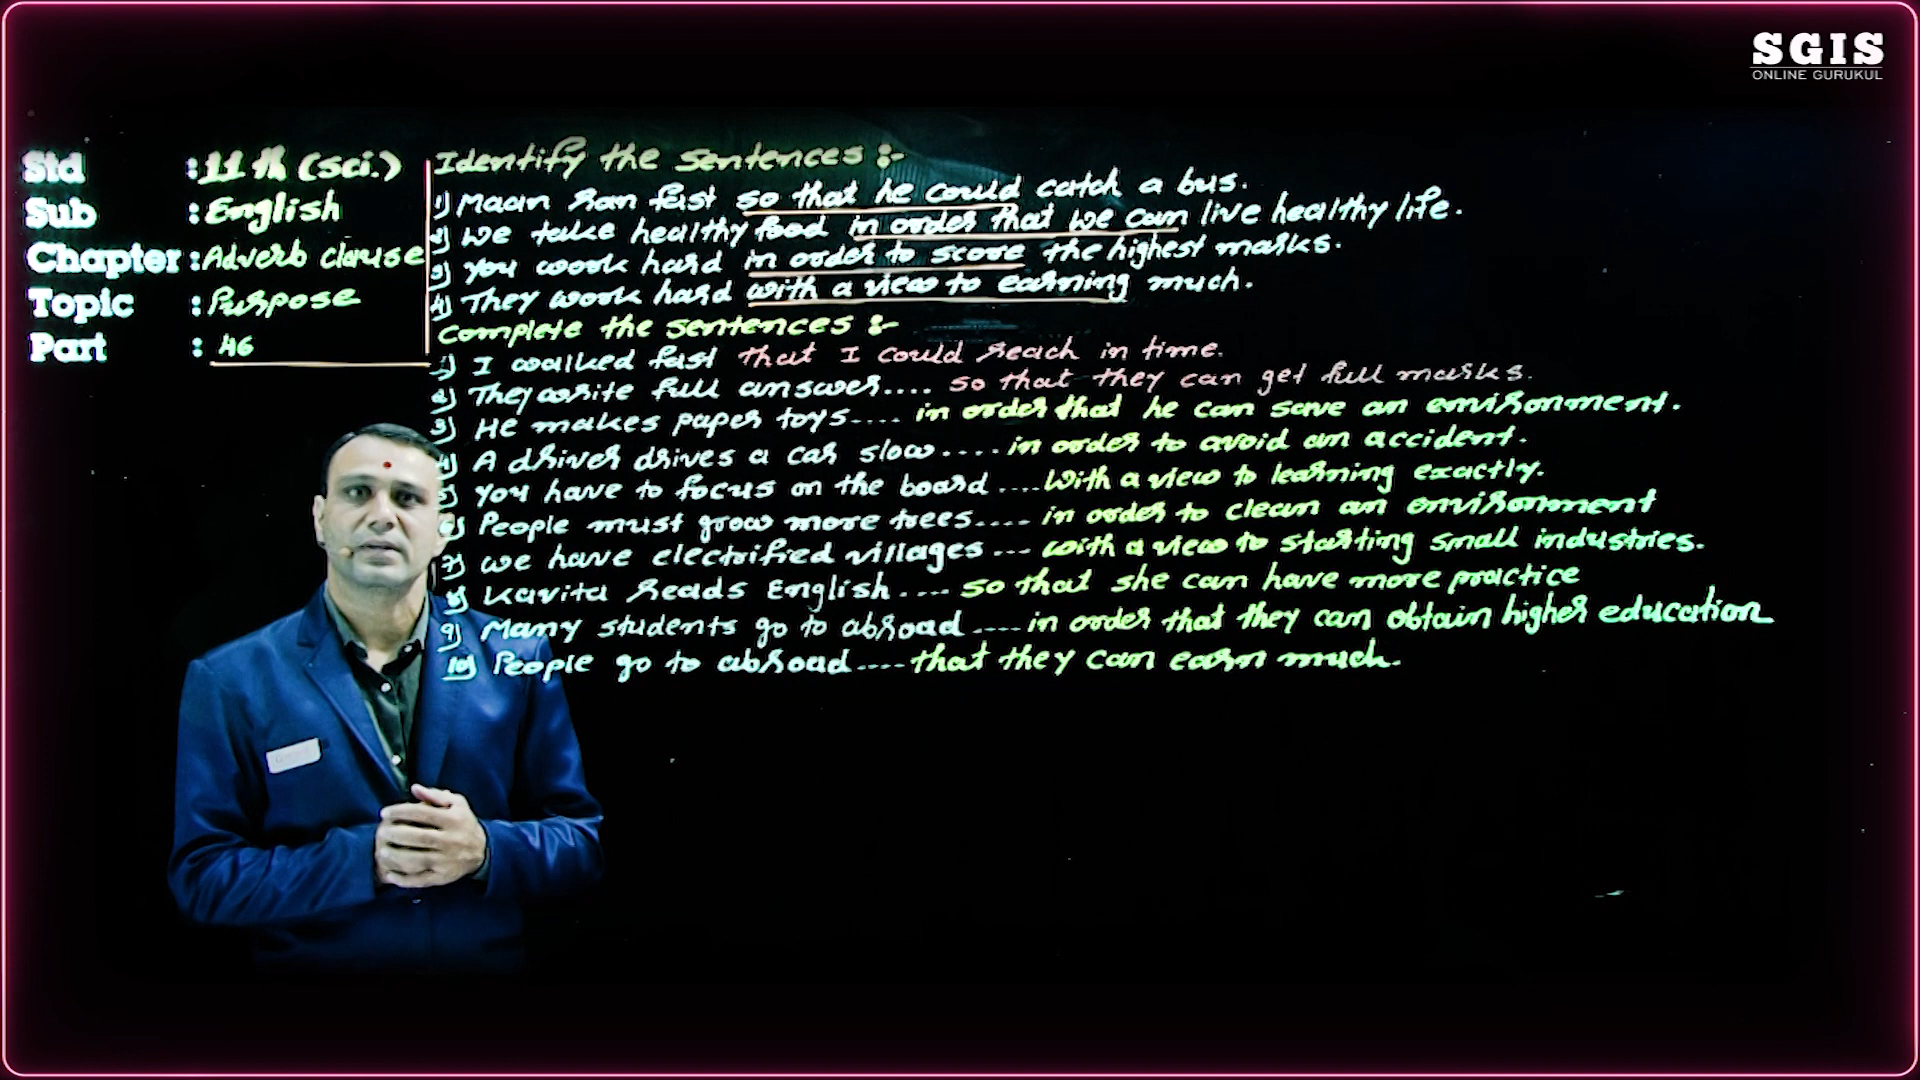 SGIS
ONLINE GURUKUL
Std : 11 th (sci.)
Sub : English
Chapter : Adverb clause
Topic : Purpose
Part : 46
Identify the sentences :-
1) Maan ran fast so that he could catch a bus.
2) We take healthy food in order that we can live healthy life.
3) You work hard in order to score the highest marks.
4) They work hard with a view to earning much.
Complete the sentences :-
1) I walked fast that I could reach in time.
2) They write full answer.... so that they can get full marks.
3) He makes paper toys.... in order that he can save an environment.
4) A driver drives a car slow.... in order to avoid an accident.
5) You have to focus on the board .... With a view to learning exactly.
6) People must grow more trees.... in order to clean an environment
7) we have electrified villages ... with a view to starting small industries.
8) Kavita reads English.... so that she can have more practice
9) Many students go to abroad .... in order that they can obtain higher education
10) People go to abroad.... that they can earn much.